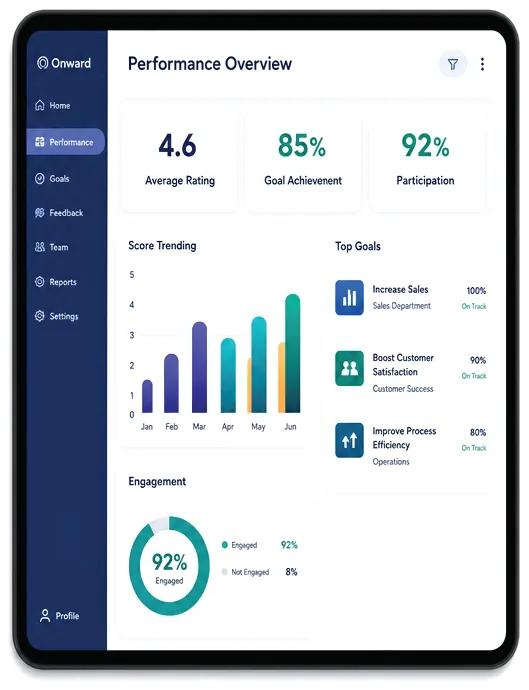 Onward
Home
Performance
Goals
Feedback
Team
Reports
Settings
Profile
Performance Overview
4.6
Average Rating
85%
Goal Achievenent
92%
Participation
Score Trending
5
4
3
2
1
0
Jan Feb Mar Apr May Jun
Top Goals
Increase Sales 100%
Sales Department On Track
Boost Customer 90%
Satisfaction On Track
Customer Success
Improve Process 80%
Efficiency On Track
Operations
Engagement
92%
Engaged
Engaged 92%
Not Engaged 8%